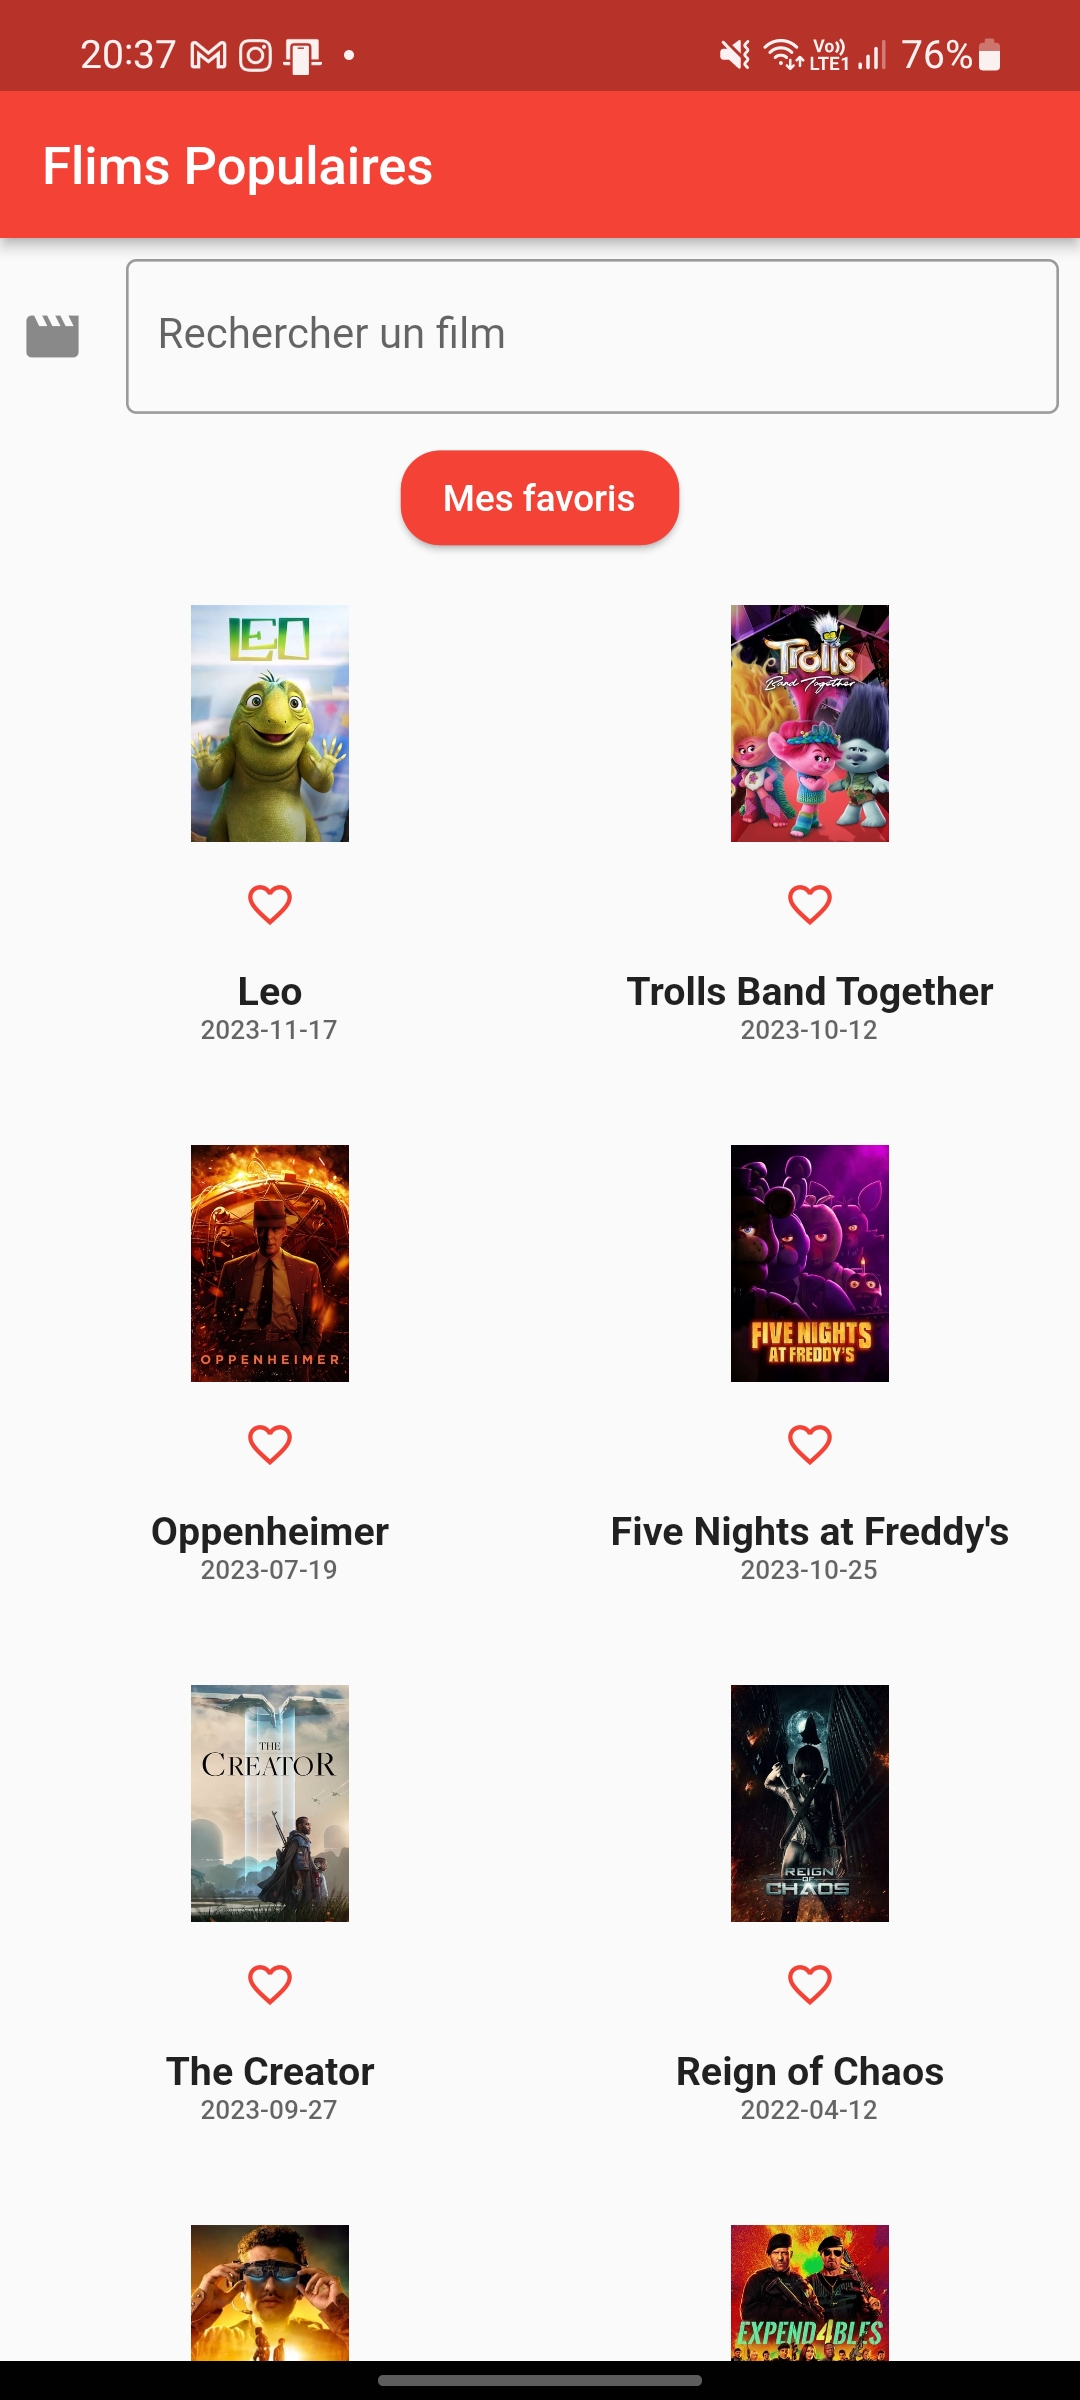 20:37
Vo))
LTE1
76%
Flims Populaires
Rechercher un film
Mes favoris
LEO
Trolls
Band Together
Leo
Trolls Band Together
2023-11-17
2023-10-12
OPPENHEIMER
FIVE NIGHTS
AT FREDDY'S
Oppenheimer
Five Nights at Freddy's
2023-07-19
2023-10-25
THE
CREATOR
REIGN
OF
CHAOS
The Creator
Reign of Chaos
2023-09-27
2022-04-12
EXPEND4BLES